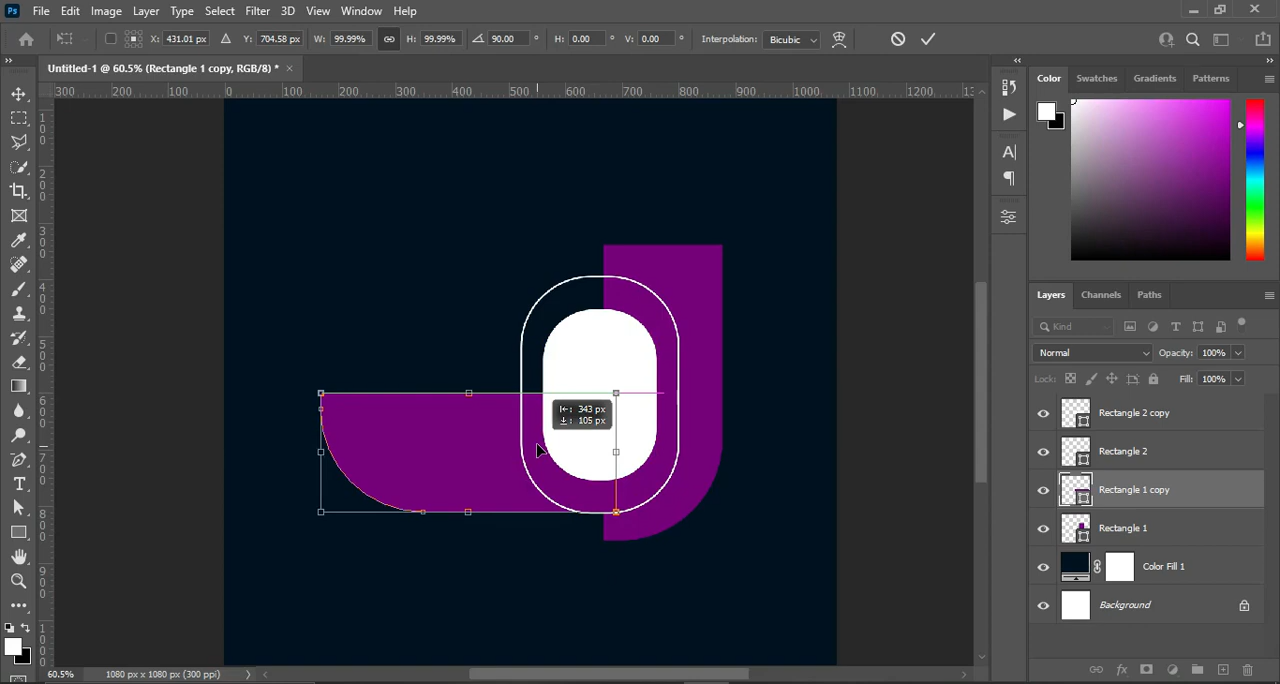 Ps File Edit Image Layer Type Select Filter 3D View Window Help
X: 431.01 px Y: 704.58 px W: 99.99% H: 99.99% 90.00 ° H: 0.00 ° V: 0.00 ° Interpolation: Bicubic
Untitled-1 @ 60.5% (Rectangle 1 copy, RGB/8) * ×
300 200 100 0 100 200 300 400 500 600 700 800 900 1000 1100 1200
Color Swatches Gradients Patterns
Layers Channels Paths
Kind
Normal Opacity: 100%
Lock: Fill: 100%
343 px
105 px
Rectangle 2 copy
Rectangle 2
Rectangle 1 copy
Rectangle 1
Color Fill 1
Background
60.5% 1080 px x 1080 px (300 ppi)